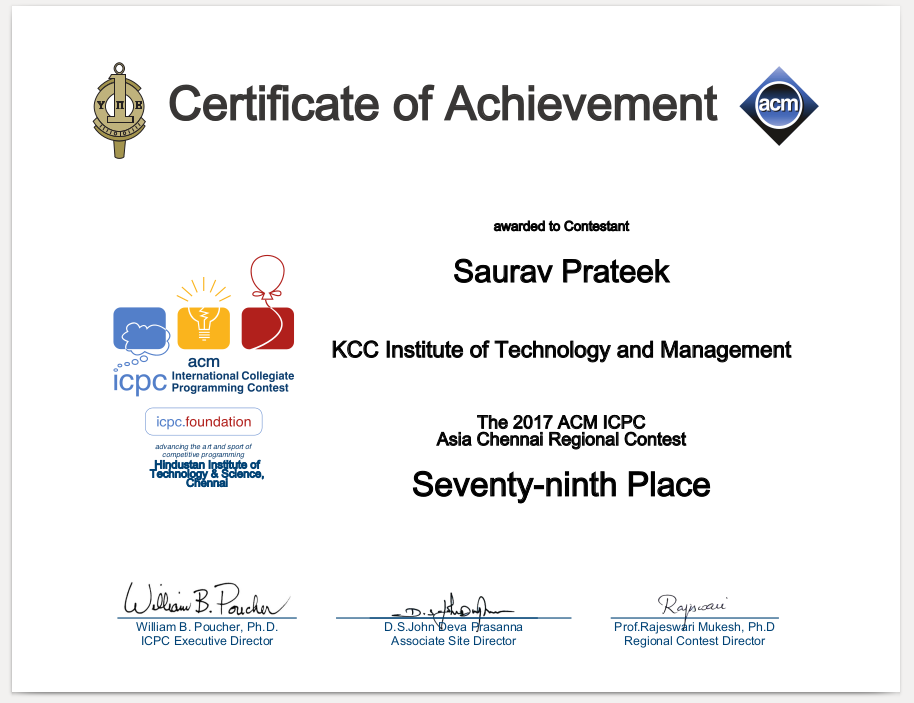 Υ Π Ε
Certificate of Achievement
acm
awarded to Contestant
Saurav Prateek
KCC Institute of Technology and Management
The 2017 ACM ICPC
Asia Chennai Regional Contest
Seventy-ninth Place
acm
icpc International Collegiate
Programming Contest
icpc.foundation
advancing the art and sport of
competitive programming
Hindustan Institute of
Technology & Science,
Chennai
William B. Poucher
William B. Poucher, Ph.D.
ICPC Executive Director
D.S.John Deva Prasanna
Associate Site Director
Rajeswari
Prof.Rajeswari Mukesh, Ph.D
Regional Contest Director